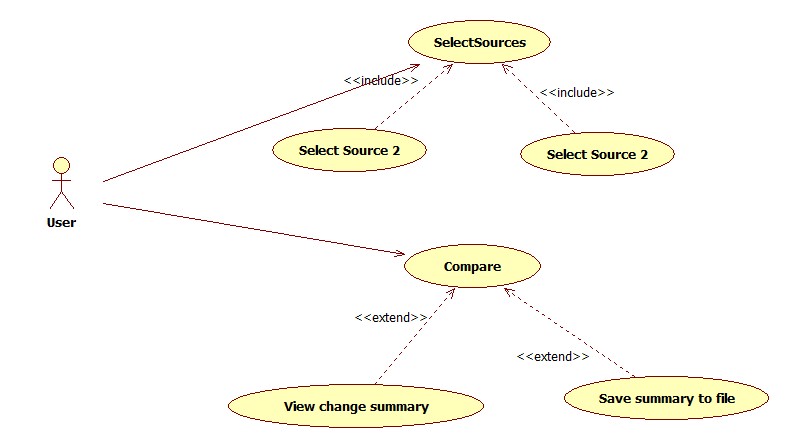 SelectSources
<<include>>
<<include>>
Select Source 2
Select Source 2
User
Compare
<<extend>>
<<extend>>
View change summary
Save summary to file